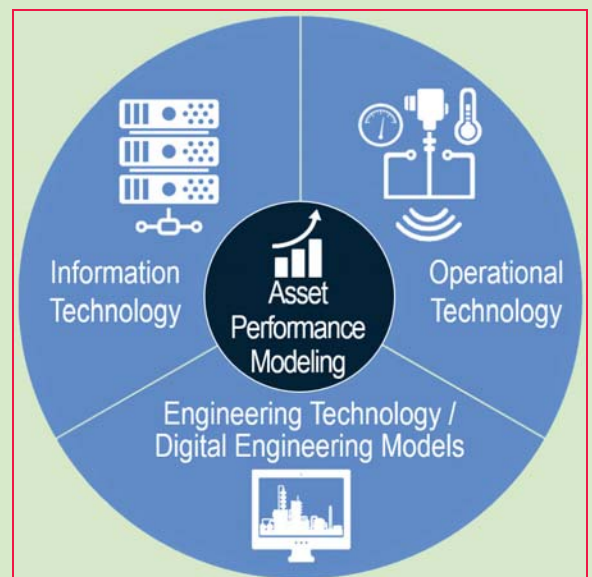 Information
Technology
Operational
Technology
Asset
Performance
Modeling
Engineering Technology /
Digital Engineering Models